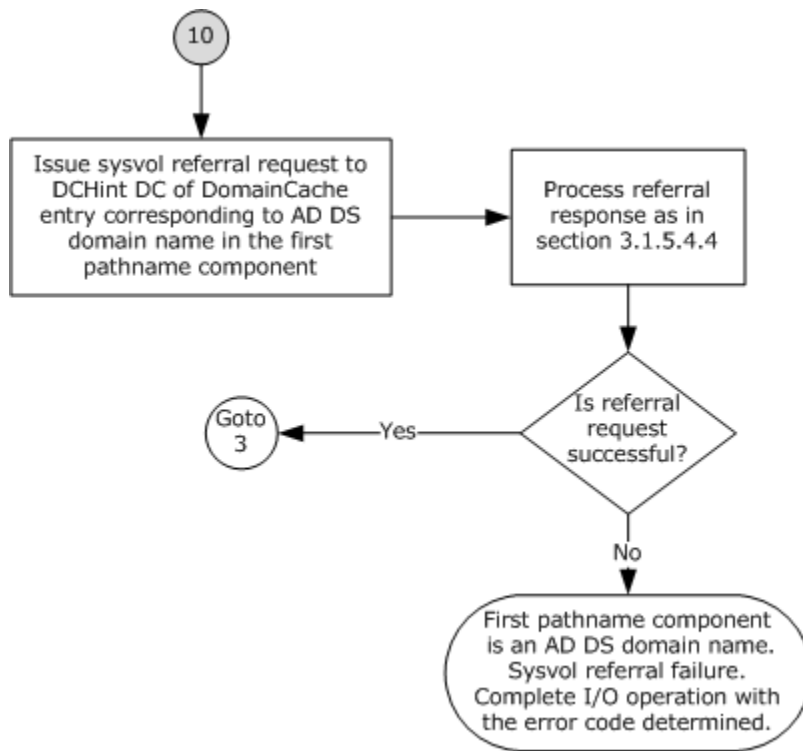 10
Issue sysvol referral request to
DCHint DC of DomainCache
entry corresponding to AD DS
domain name in the first
pathname component
Process referral
response as in
section 3.1.5.4.4
Is referral
request
successful?
Yes
Goto
3
No
First pathname component
is an AD DS domain name.
Sysvol referral failure.
Complete I/O operation with
the error code determined.